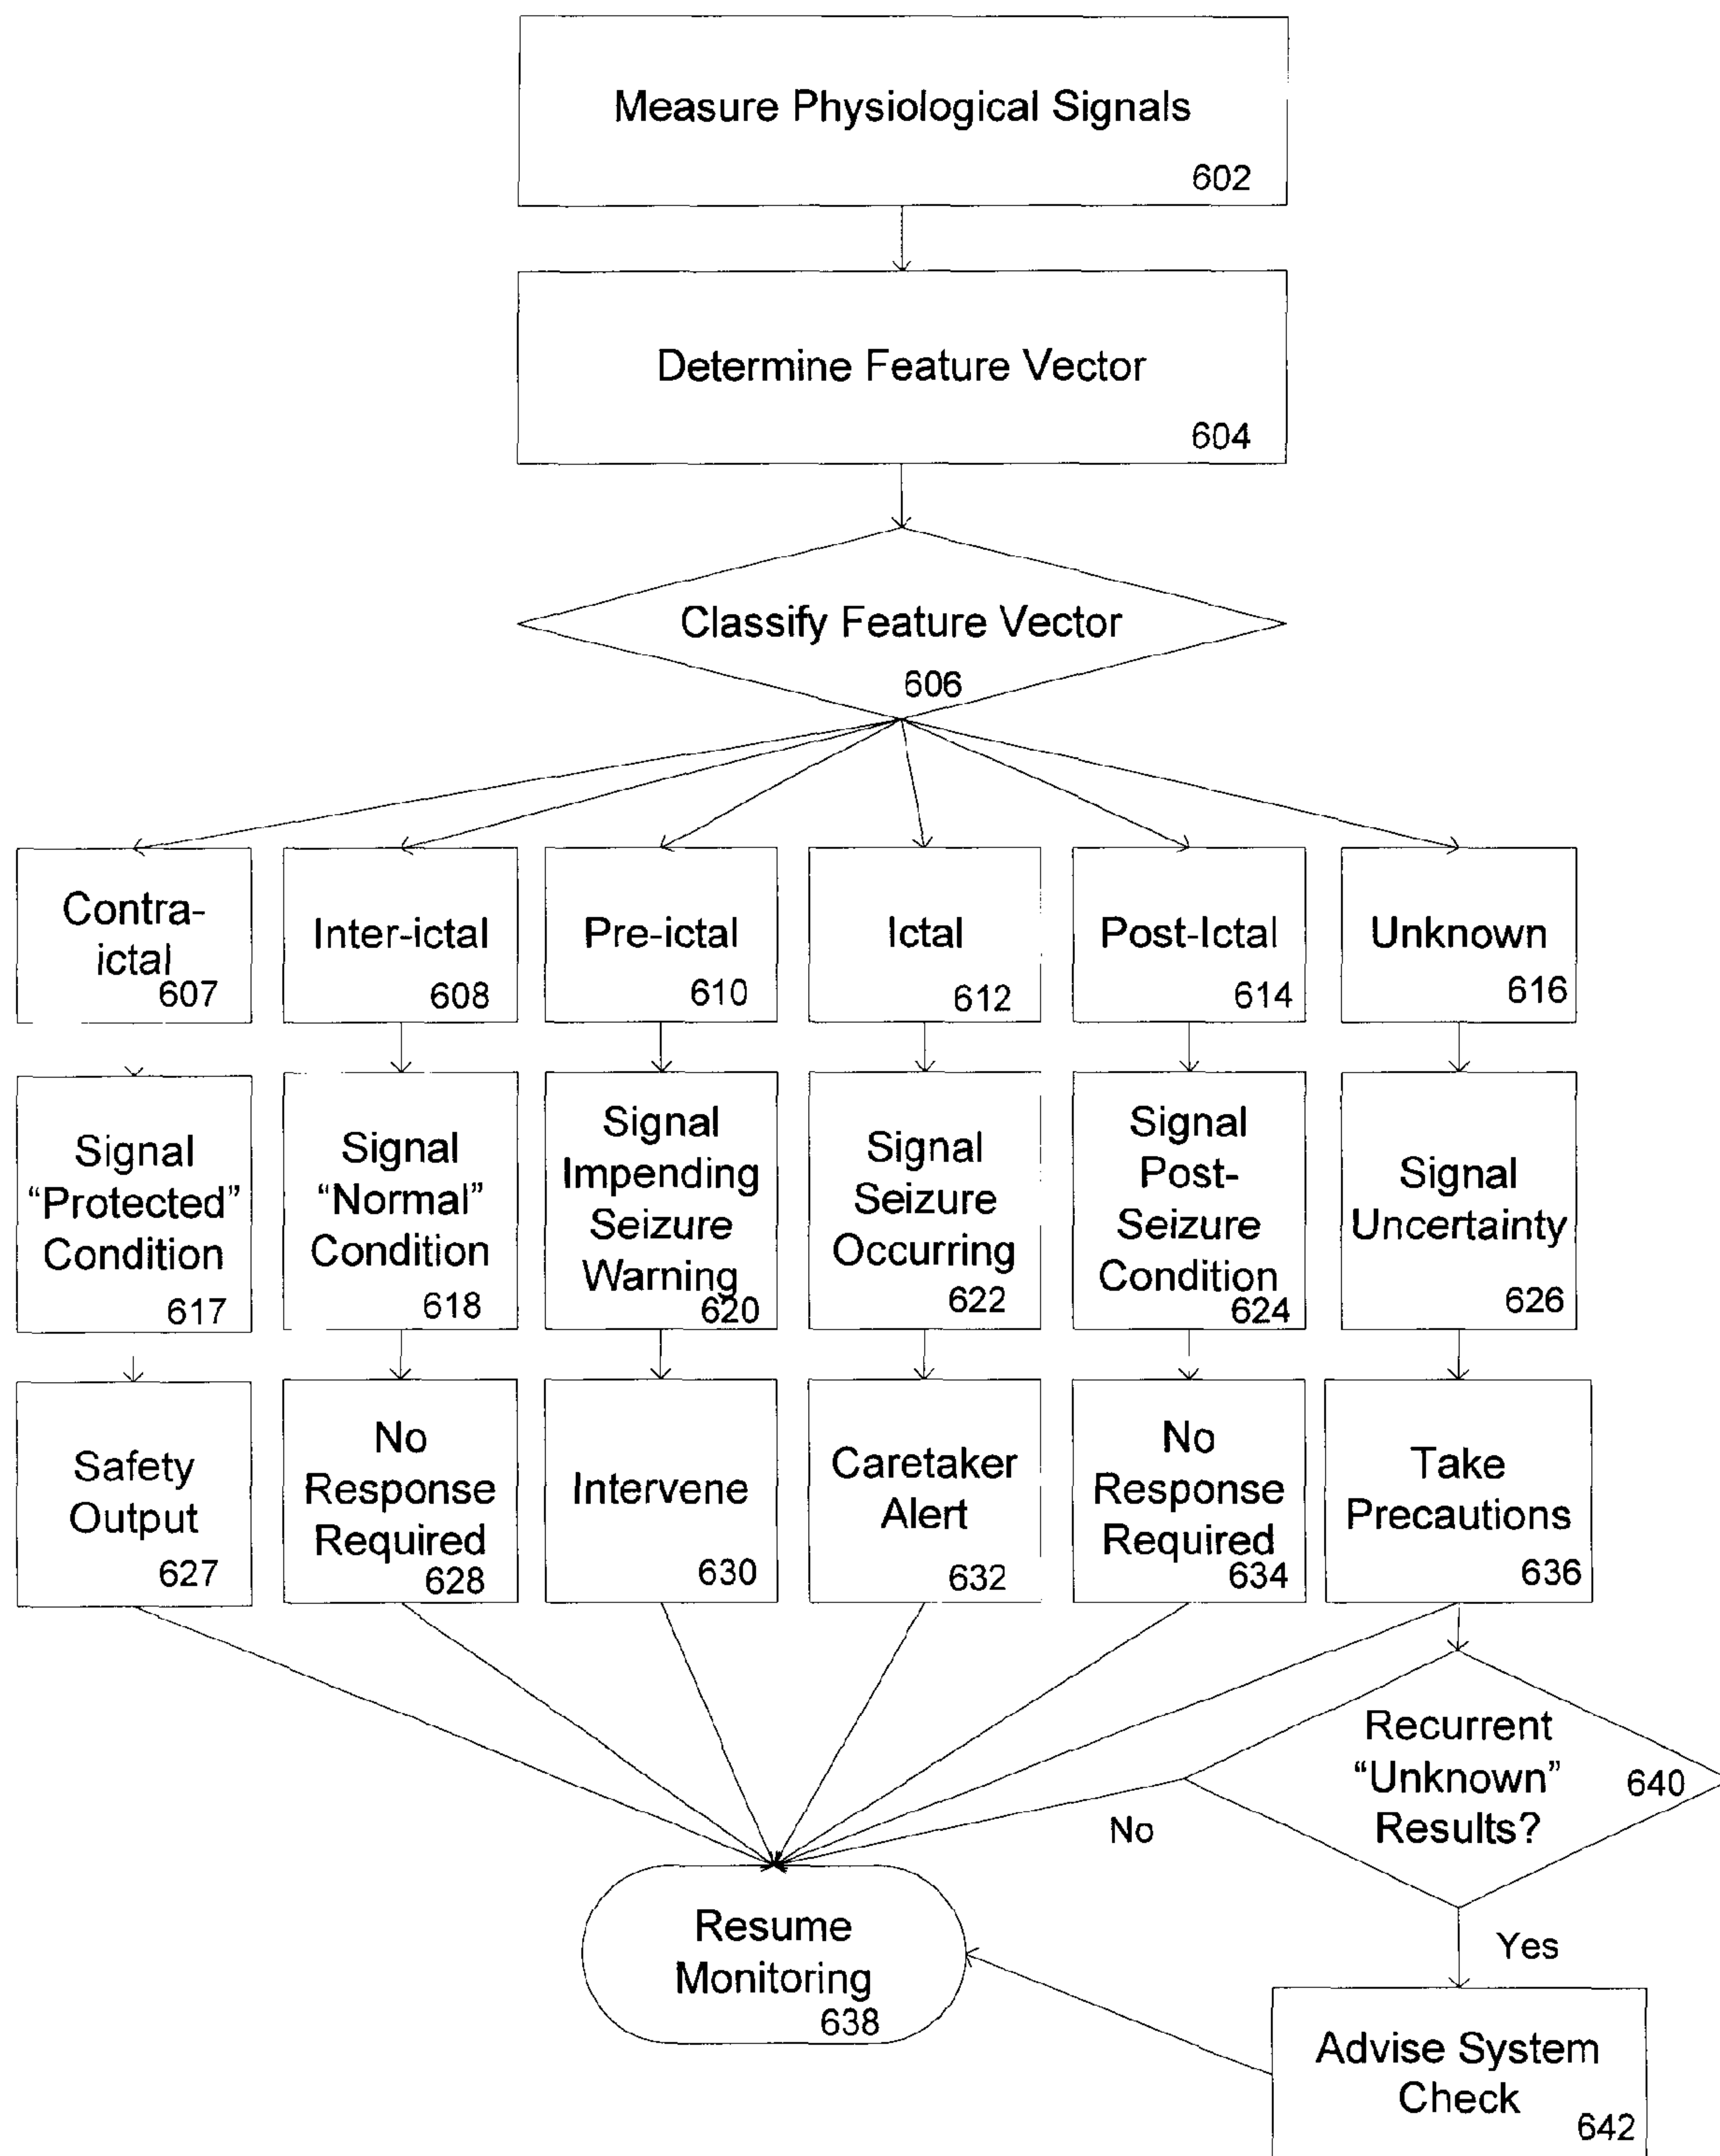 Measure Physiological Signals
602
Determine Feature Vector
604
Classify Feature Vector
606
Contra-
ictal
607
Inter-ictal
608
Pre-ictal
610
Ictal
612
Post-Ictal
614
Unknown
616
Signal
“Protected”
Condition
617
Signal
“Normal”
Condition
618
Signal
Impending
Seizure
Warning
620
Signal
Seizure
Occurring
622
Signal
Post-
Seizure
Condition
624
Signal
Uncertainty
626
Safety
Output
627
No
Response
Required
628
Intervene
630
Caretaker
Alert
632
No
Response
Required
634
Take
Precautions
636
Recurrent
“Unknown”
Results?
640
No
Yes
Resume
Monitoring
638
Advise System
Check
642